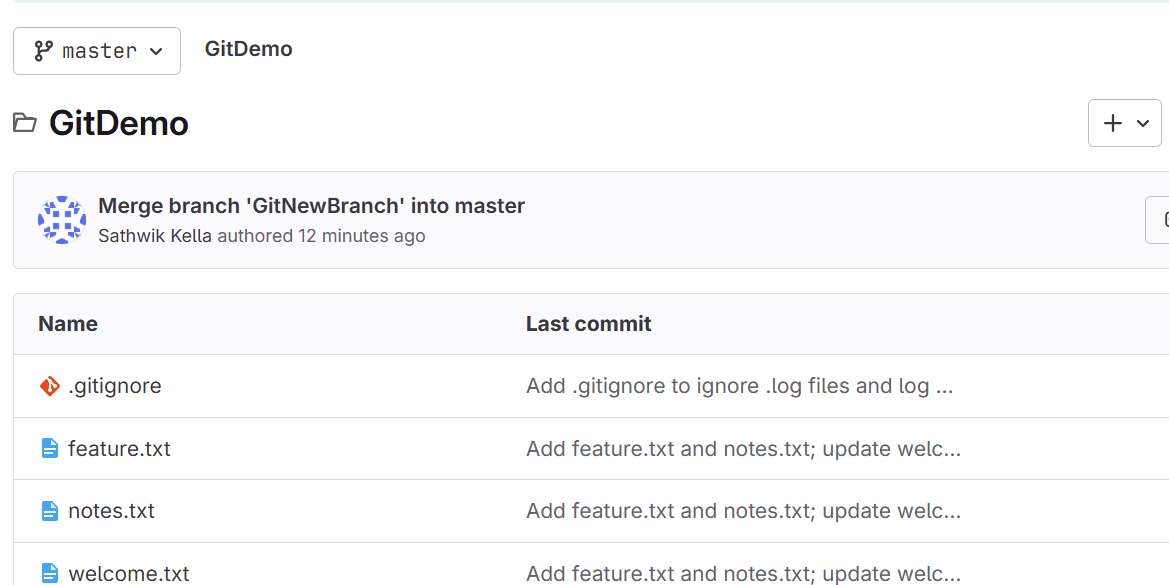 master GitDemo
GitDemo
Merge branch 'GitNewBranch' into master
Sathwik Kella authored 12 minutes ago
Name Last commit
.gitignore Add .gitignore to ignore .log files and log ...
feature.txt Add feature.txt and notes.txt; update welc...
notes.txt Add feature.txt and notes.txt; update welc...
welcome.txt Add feature.txt and notes.txt; update welc...